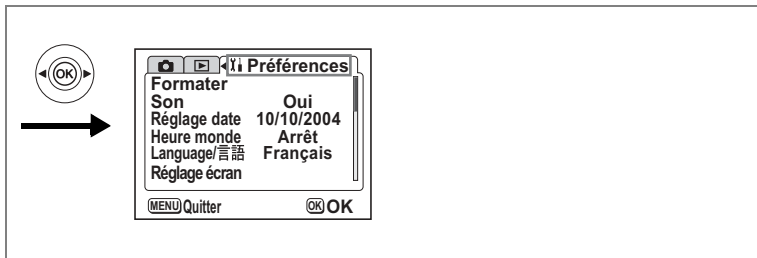 OK
Préférences
Formater
Son Oui
Réglage date 10/10/2004
Heure monde Arrêt
Language/言語 Français
Réglage écran
MENU Quitter OK OK